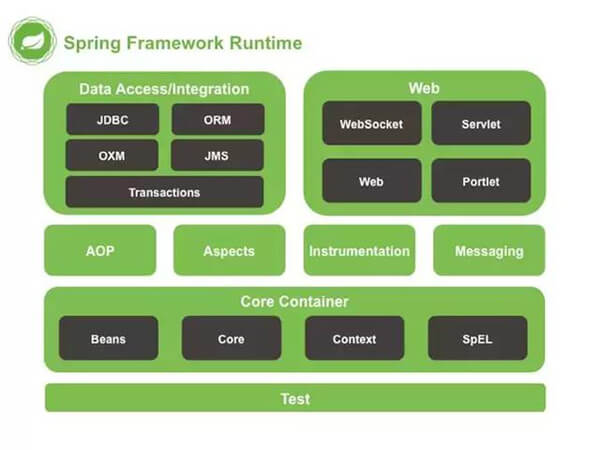 Spring Framework Runtime
Data Access/Integration
JDBC
ORM
OXM
JMS
Transactions
Web
WebSocket
Servlet
Web
Portlet
AOP
Aspects
Instrumentation
Messaging
Core Container
Beans
Core
Context
SpEL
Test